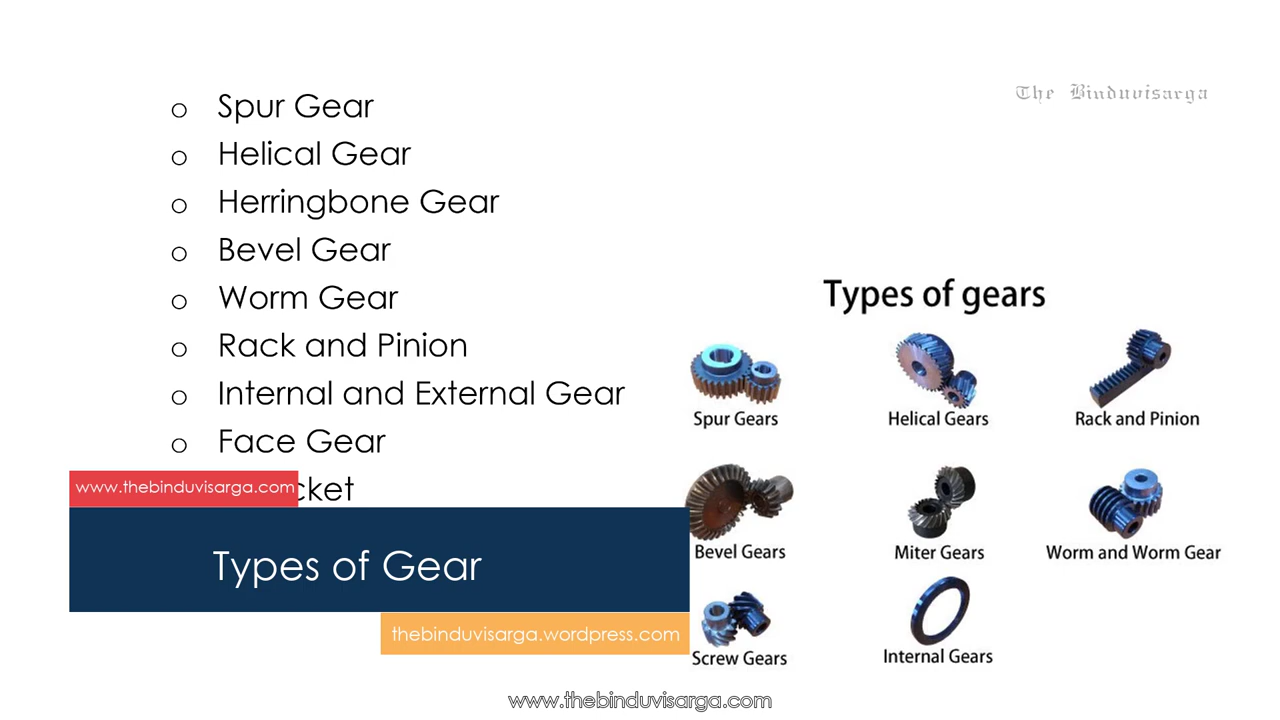 The Binduvisarga
o Spur Gear
o Helical Gear
o Herringbone Gear
o Bevel Gear
o Worm Gear
o Rack and Pinion
o Internal and External Gear
o Face Gear
www.thebinduvisarga.com
Types of Gear
thebinduvisarga.wordpress.com
Types of gears
Spur Gears
Helical Gears
Rack and Pinion
Bevel Gears
Miter Gears
Worm and Worm Gear
Screw Gears
Internal Gears
www.thebinduvisarga.com